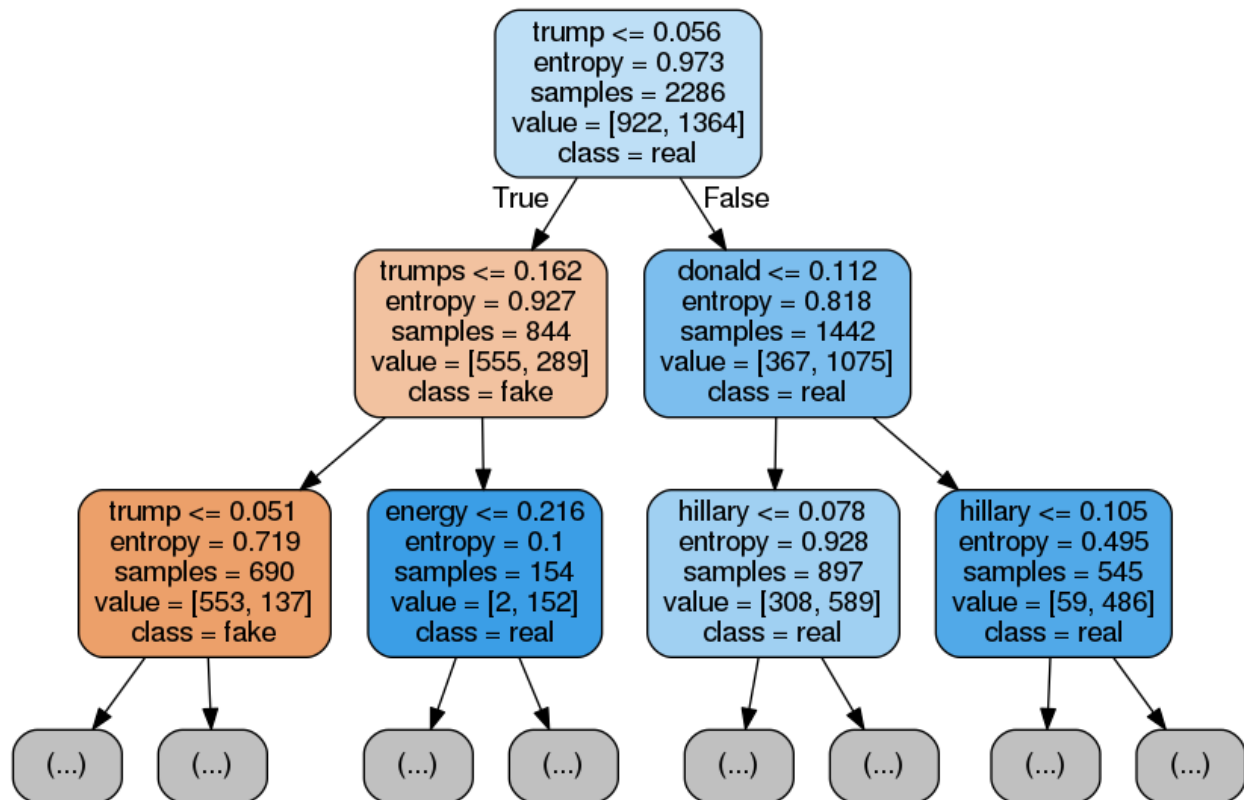 trump <= 0.056
entropy = 0.973
samples = 2286
value = [922, 1364]
class = real
True
False
trumps <= 0.162
entropy = 0.927
samples = 844
value = [555, 289]
class = fake
donald <= 0.112
entropy = 0.818
samples = 1442
value = [367, 1075]
class = real
trump <= 0.051
entropy = 0.719
samples = 690
value = [553, 137]
class = fake
energy <= 0.216
entropy = 0.1
samples = 154
value = [2, 152]
class = real
hillary <= 0.078
entropy = 0.928
samples = 897
value = [308, 589]
class = real
hillary <= 0.105
entropy = 0.495
samples = 545
value = [59, 486]
class = real
(...)
(...)
(...)
(...)
(...)
(...)
(...)
(...)